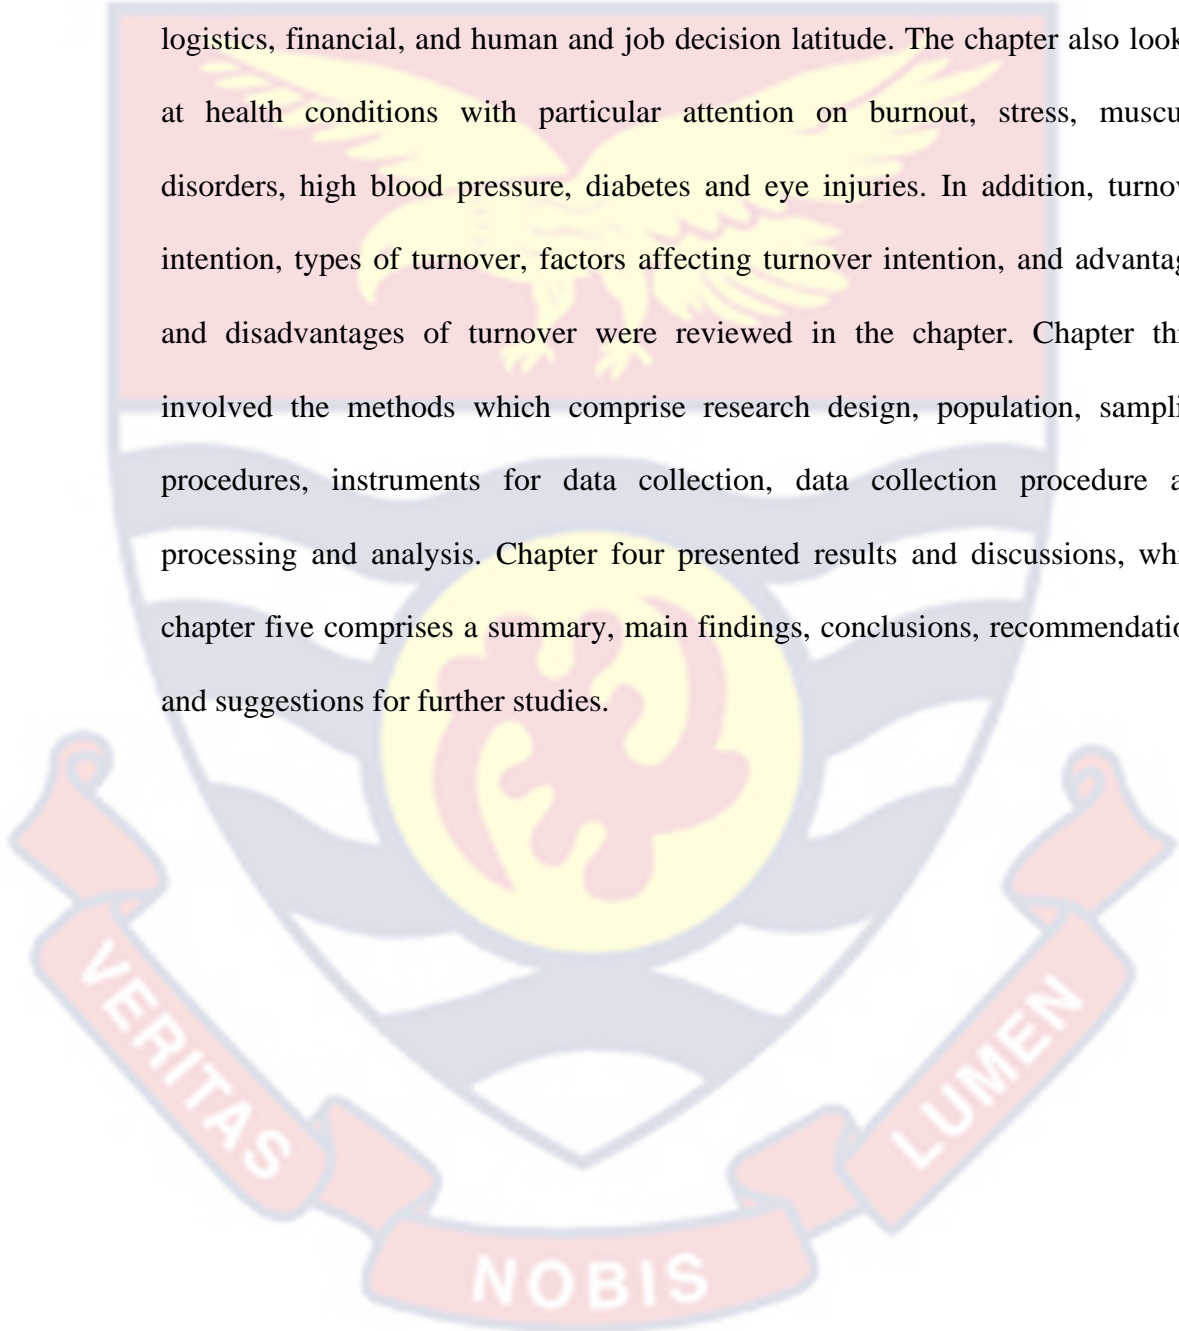 logistics, financial, and human and job decision latitude. The chapter also look
at health conditions with particular attention on burnout, stress, muscu
disorders, high blood pressure, diabetes and eye injuries. In addition, turnov
intention, types of turnover, factors affecting turnover intention, and advantag
and disadvantages of turnover were reviewed in the chapter. Chapter thr
involved the methods which comprise research design, population, sampli
procedures, instruments for data collection, data collection procedure a
processing and analysis. Chapter four presented results and discussions, whi
chapter five comprises a summary, main findings, conclusions, recommendatio
and suggestions for further studies.
VERITAS
NOBIS
LUMEN